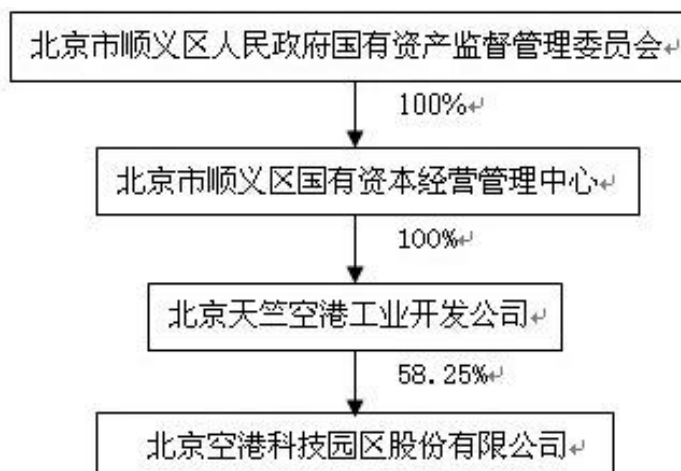 北京市顺义区人民政府国有资产监督管理委员会
100%
北京市顺义区国有资本经营管理中心
100%
北京天竺空港工业开发公司
58.25%
北京空港科技园区股份有限公司